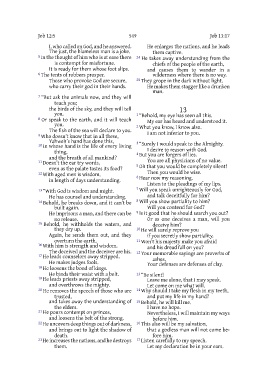 Job 12:5
549
Job 13:17
I, who called on God, and he answered.
The just, the blameless man is a joke.
5 In the thought of him who is at ease there
is contempt for misfortune.
It is ready for them whose foot slips.
6 The tents of robbers prosper.
Those who provoke God are secure,
who carry their god in their hands.
7 “But ask the animals now, and they will
teach you;
the birds of the sky, and they will tell
you.
8 Or speak to the earth, and it will teach
you.
The fish of the sea will declare to you.
9 Who doesn’t know that in all these,
Yahweh’s hand has done this,
10 in whose hand is the life of every living
thing,
and the breath of all mankind?
11 Doesn’t the ear try words,
even as the palate tastes its food?
12 With aged men is wisdom,
in length of days understanding.
13 “With God is wisdom and might.
He has counsel and understanding.
14 Behold, he breaks down, and it can’t be
built again.
He imprisons a man, and there can be
no release.
15 Behold, he withholds the waters, and
they dry up.
Again, he sends them out, and they
overturn the earth.
16 With him is strength and wisdom.
The deceived and the deceiver are his.
17 He leads counselors away stripped.
He makes judges fools.
18 He loosens the bond of kings.
He binds their waist with a belt.
19 He leads priests away stripped,
and overthrows the mighty.
20 He removes the speech of those who are
trusted,
and takes away the understanding of
the elders.
21 He pours contempt on princes,
and loosens the belt of the strong.
22 He uncovers deep things out of darkness,
and brings out to light the shadow of
death.
23 He increases the nations, and he destroys
them.
He enlarges the nations, and he leads
them captive.
24 He takes away understanding from the
chiefs of the people of the earth,
and causes them to wander in a
wilderness where there is no way.
25 They grope in the dark without light.
He makes them stagger like a drunken
man.
13
1 “Behold, my eye has seen all this.
My ear has heard and understood it.
2 What you know, I know also.
I am not inferior to you.
3 “Surely I would speak to the Almighty.
I desire to reason with God.
4 But you are forgers of lies.
You are all physicians of no value.
5 Oh that you would be completely silent!
Then you would be wise.
6 Hear now my reasoning.
Listen to the pleadings of my lips.
7 Will you speak unrighteously for God,
and talk deceitfully for him?
8 Will you show partiality to him?
Will you contend for God?
9 Is it good that he should search you out?
Or as one deceives a man, will you
deceive him?
10 He will surely reprove you
if you secretly show partiality.
11 Won’t his majesty make you afraid
and his dread fall on you?
12 Your memorable sayings are proverbs of
ashes.
Your defenses are defenses of clay.
13 “Be silent!
Leave me alone, that I may speak.
Let come on me what will.
14 Why should I take my flesh in my teeth,
and put my life in my hand?
15 Behold, he will kill me.
I have no hope.
Nevertheless, I will maintain my ways
before him.
16 This also will be my salvation,
that a godless man will not come be-
fore him.
17 Listen carefully to my speech.
Let my declaration be in your ears.